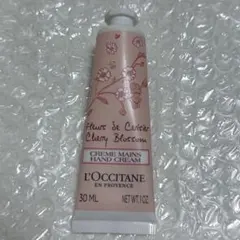 Fleurs de Cerisier
Cherry Blossom
CRÈME MAINS
HAND CREAM
L'OCCITANE
EN PROVENCE
30 ML NET WT.1 OZ.